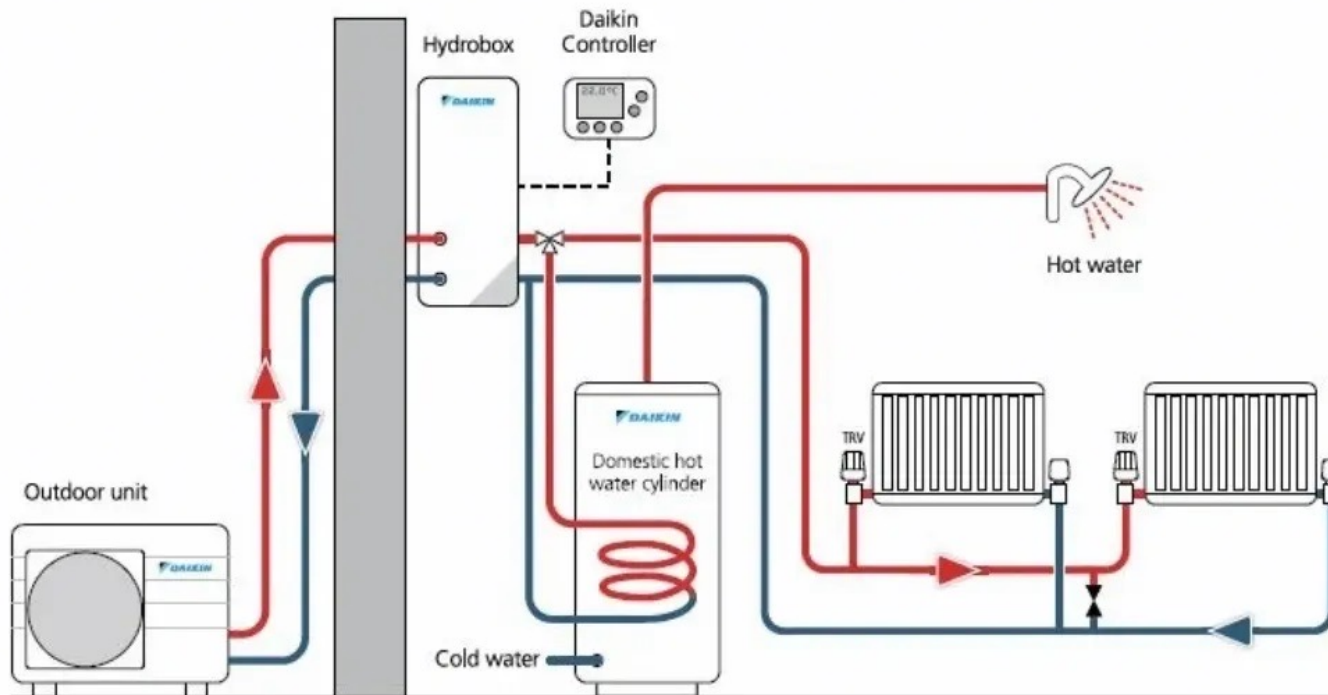 Daikin
Controller
Hydrobox
DAIKIN
22.0°C
Hot water
DAIKIN
Domestic hot
water cylinder
TRV
TRV
Outdoor unit
DAIKIN
Cold water